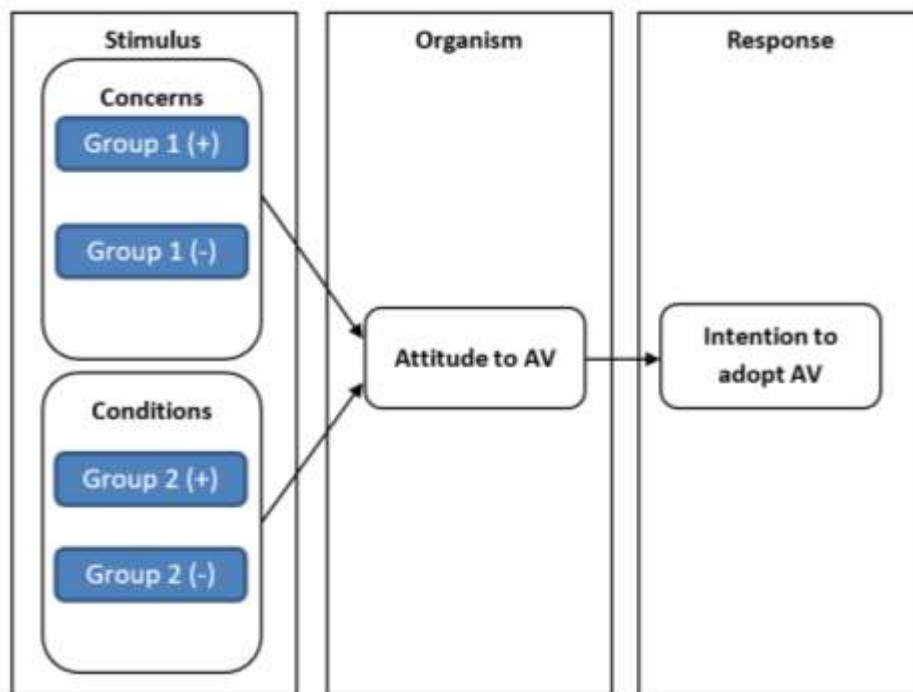 Stimulus
Concerns
Group 1 (+)
Group 1 (-)
Conditions
Group 2 (+)
Group 2 (-)
Organism
Attitude to AV
Response
Intention to
adopt AV